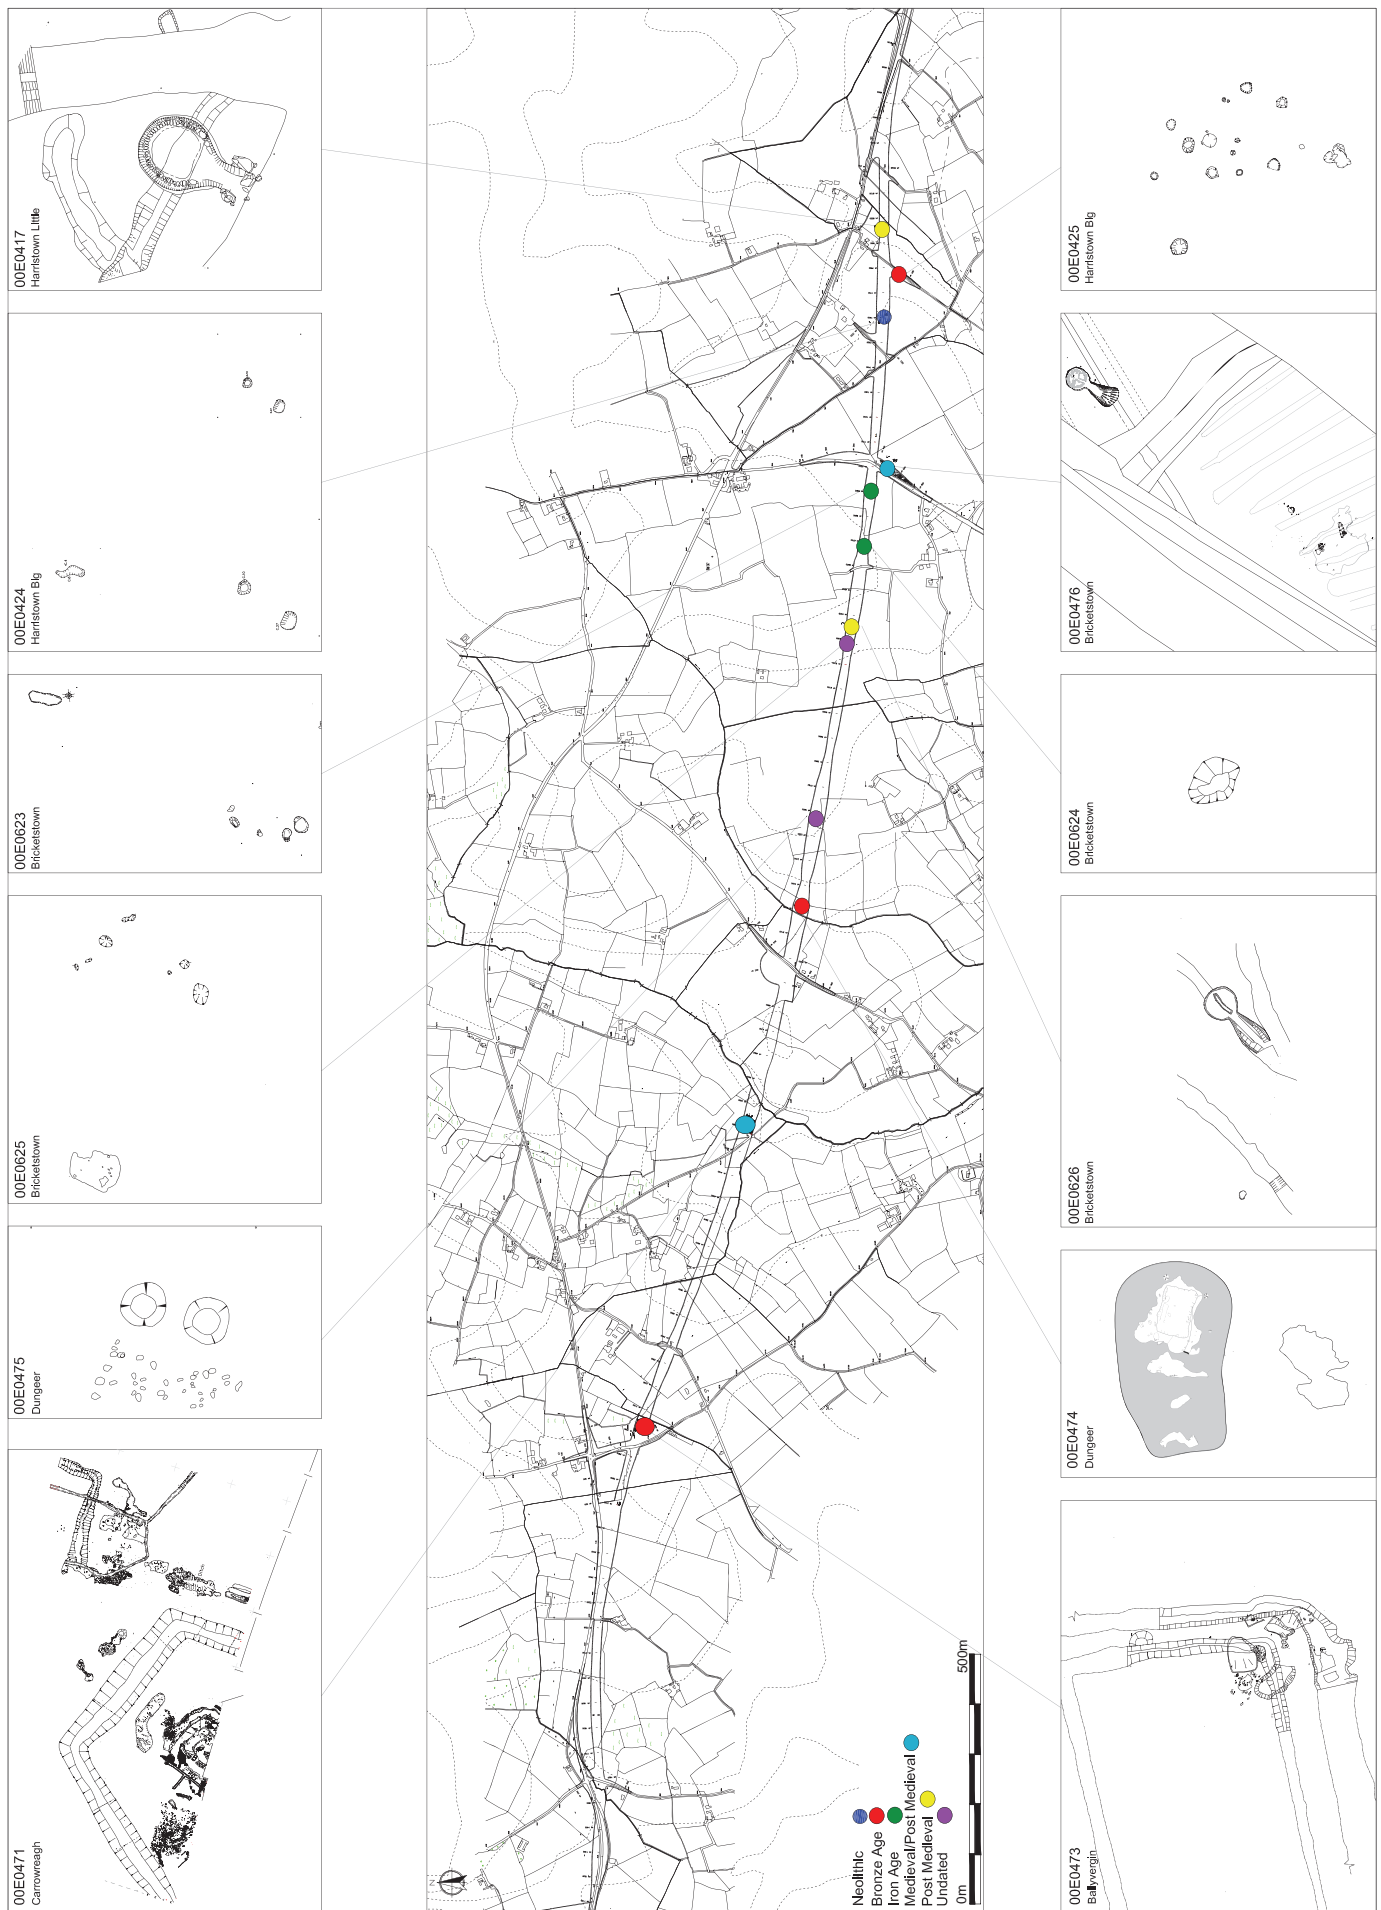 00E0417
Harristown Little
00E0424
Harristown Big
00E0623
Bricketstown
00E0625
Bricketstown
00E0475
Dungeer
00E0471
Carrowreagh
N
Neolithic
Bronze Age
Iron Age
Medieval/Post Medieval
Post Medieval
Undated
0m
500m
00E0425
Harristown Big
00E0476
Bricketstown
00E0624
Bricketstown
00E0626
Bricketstown
00E0474
Dungeer
00E0473
Ballyvergin